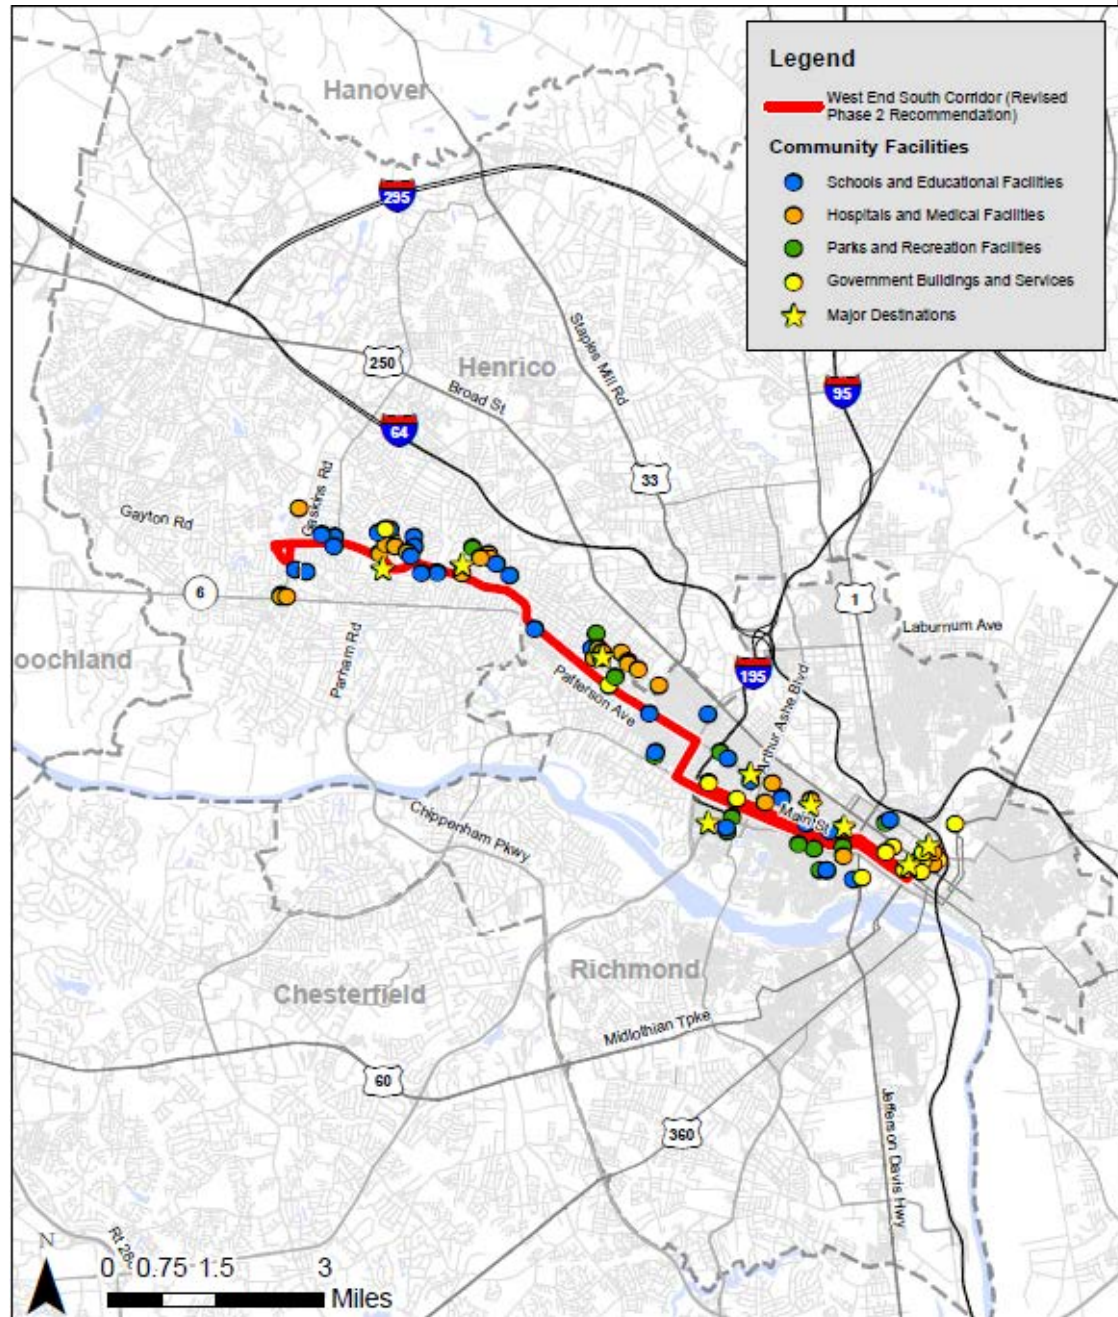 Legend
West End South Corridor (Revised
Phase 2 Recommendation)
Community Facilities
Schools and Educational Facilities
Hospitals and Medical Facilities
Parks and Recreation Facilities
Government Buildings and Services
Major Destinations
Hanover
295
Staples Mill Rd
250
Henrico
Broad St
95
64
33
Gaskins Rd
Gayton Rd
6
1
Laburnum Ave
oochland
Parham Rd
195
Arthur Ashe Blvd
Patterson Ave
Main St
Chippenham Pkwy
Richmond
Chesterfield
Midlothian Tpke
60
360
Jefferson Davis Hwy
Rt 28
N
0 0.75 1.5 3
Miles